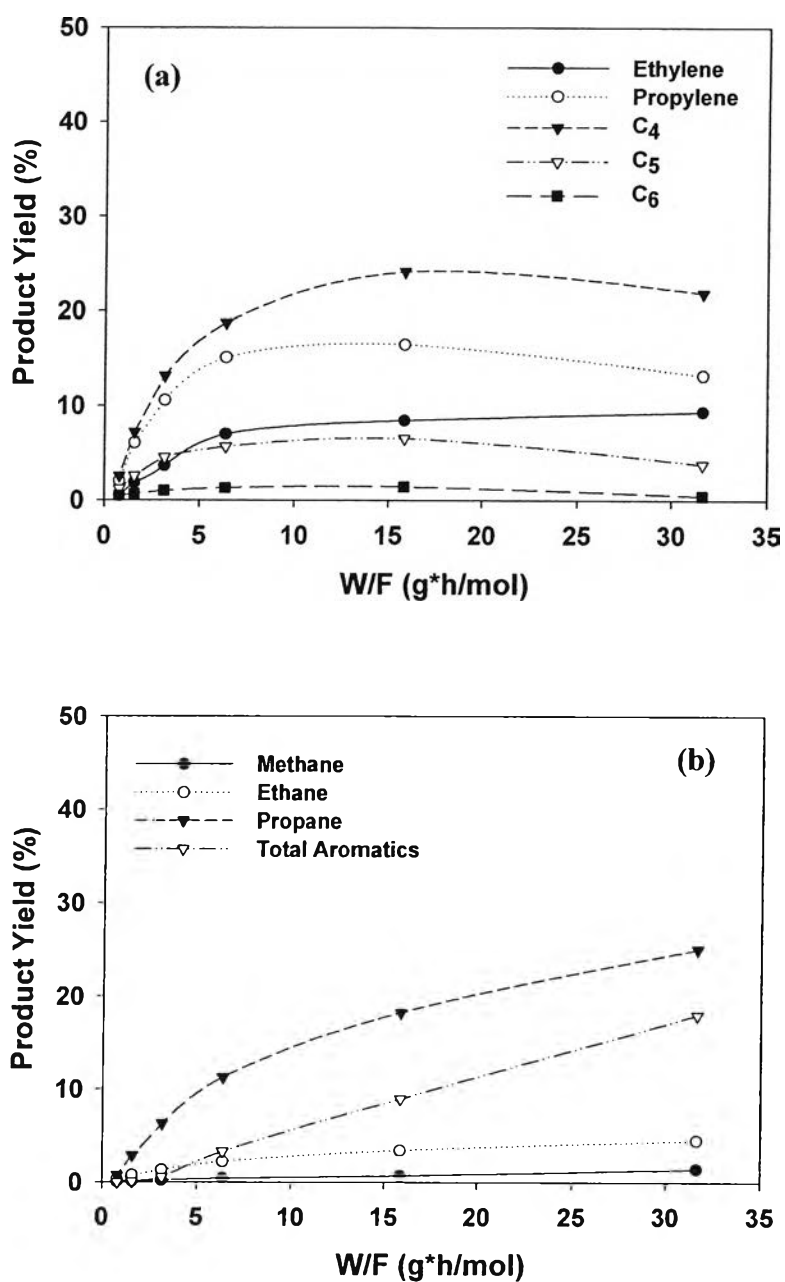 50
40
30
20
10
0
Product Yield (%)
(a)
Ethylene
Propylene
C4
C5
C6
0 5 10 15 20 25 30 35
W/F (g*h/mol)
50
40
30
20
10
0
Product Yield (%)
(b)
Methane
Ethane
Propane
Total Aromatics
0 5 10 15 20 25 30 35
W/F (g*h/mol)